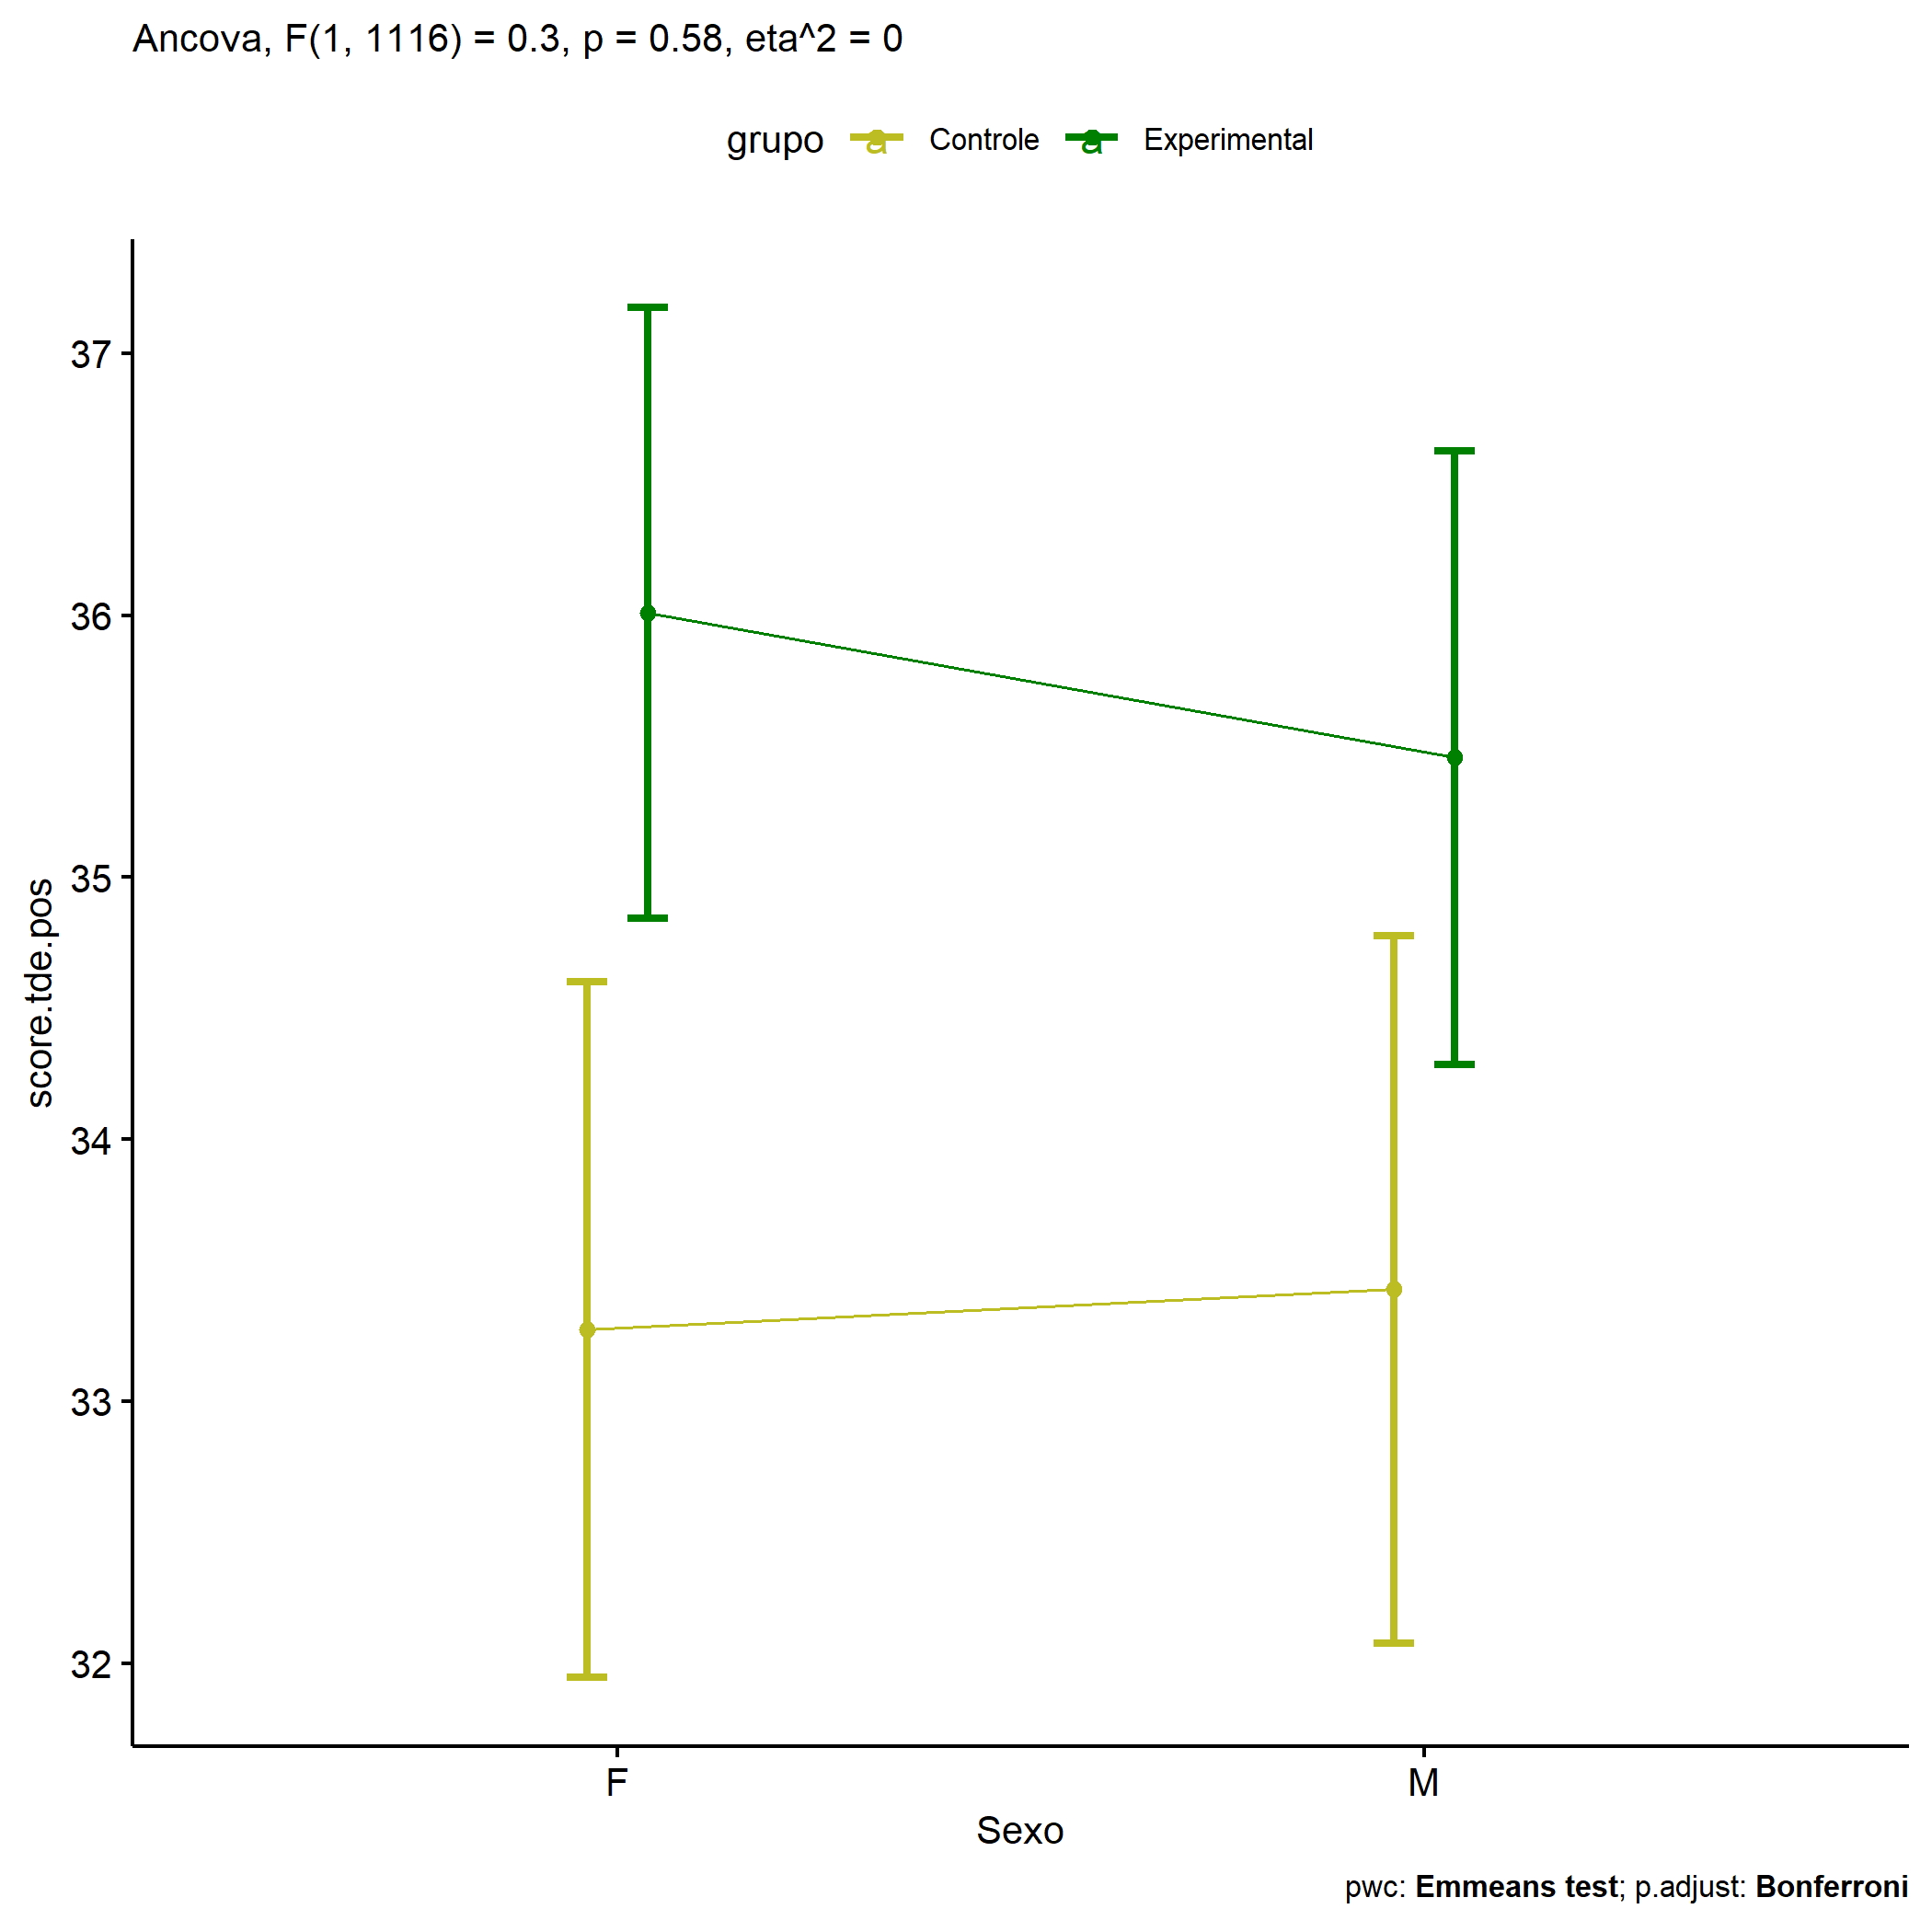 Ancova, F(1, 1116) = 0.3, p = 0.58, eta^2 = 0
grupo a Controle a Experimental
37
36
35
34
33
32
score.tde.pos
F M
Sexo
pwc: Emmeans test; p.adjust: Bonferroni